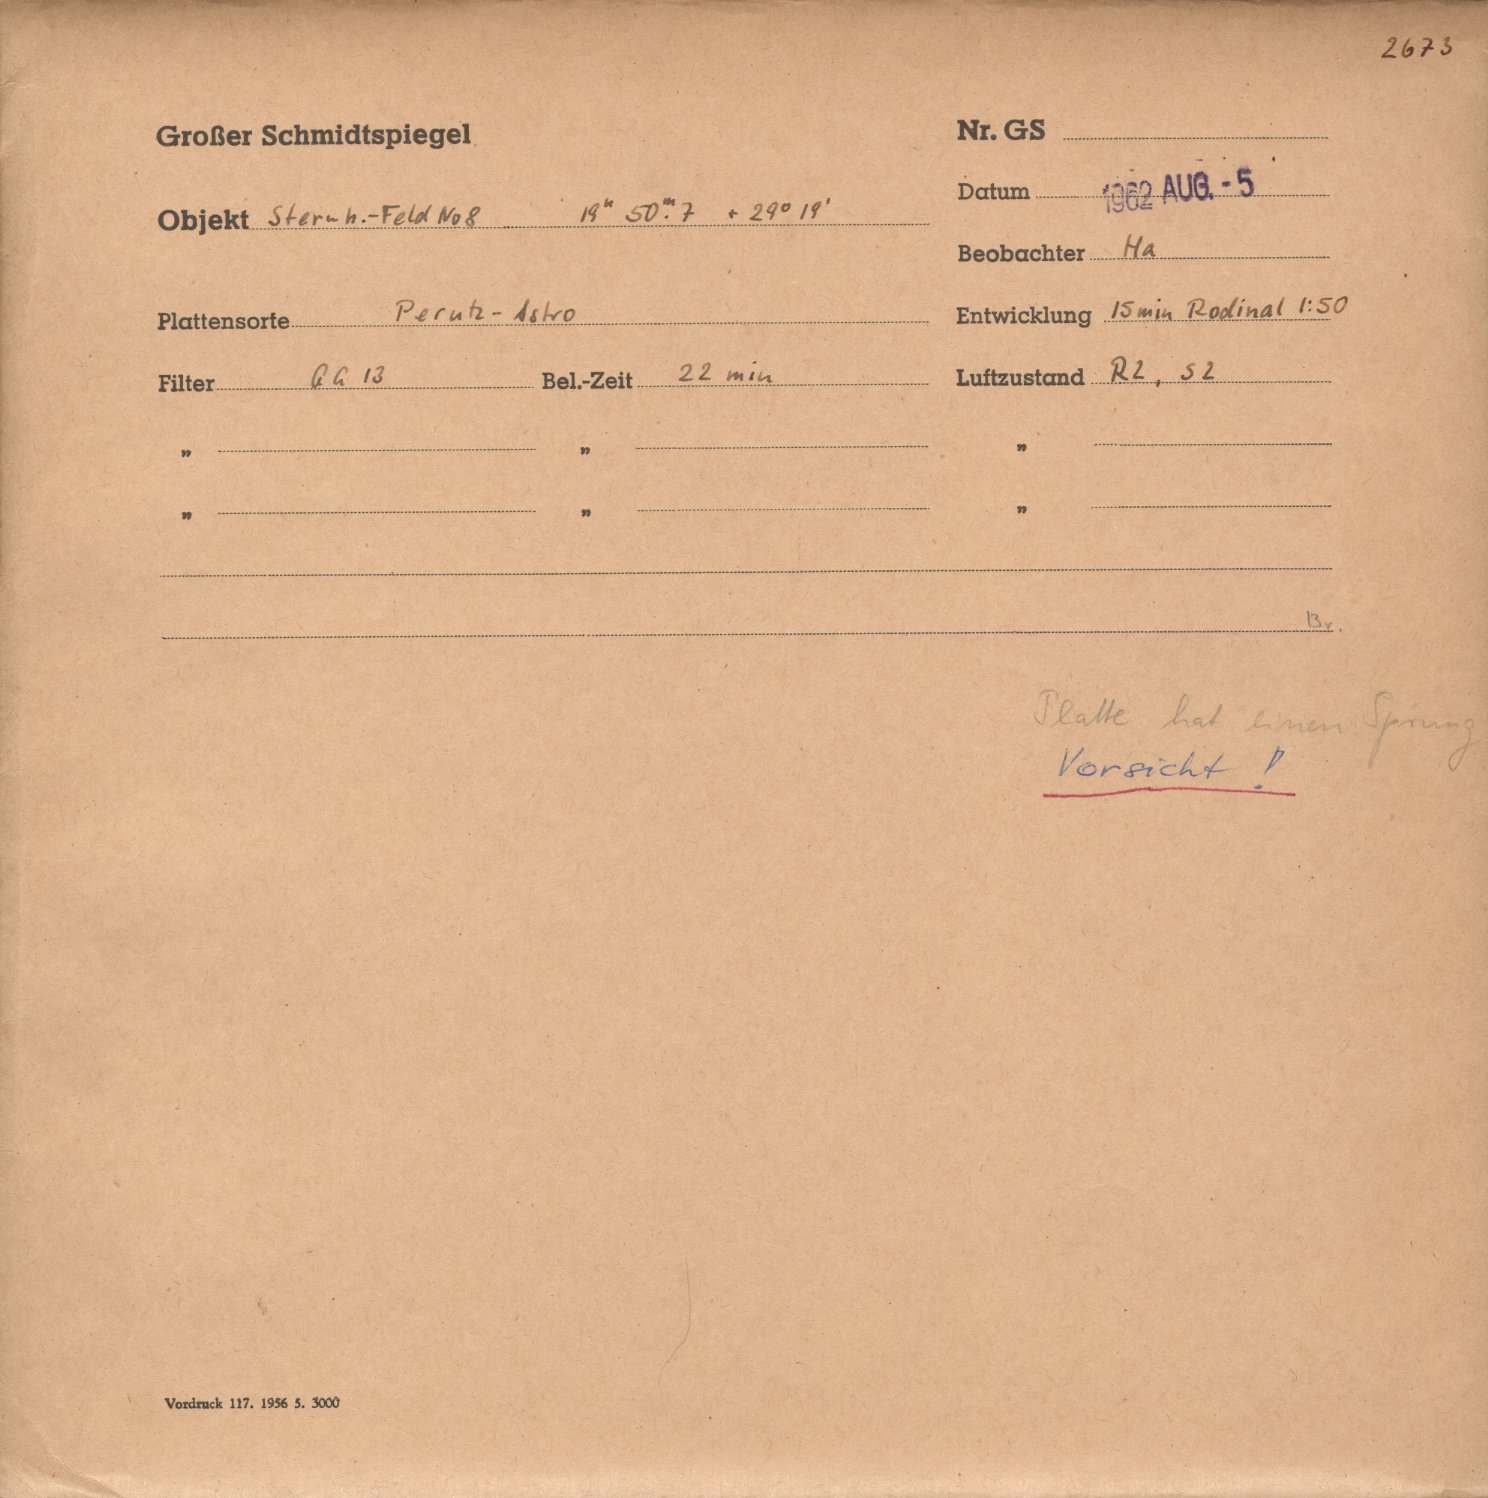 2673
Großer Schmidtspiegel
Nr. GS
Datum 1962 AUG. - 5
Objekt Sternh.-Feld No 8 19h 50m.7 + 29° 19'
Beobachter Ha
Plattensorte Perutz-Astro
Entwicklung 15 min Rodinal 1:50
Filter GG 13 Bel.-Zeit 22 min Luftzustand R2, S2
„ „ „
„ „ „
Br.
Platte hat einen Sprung
Vorsicht !
Vordruck 117. 1956 5. 3000